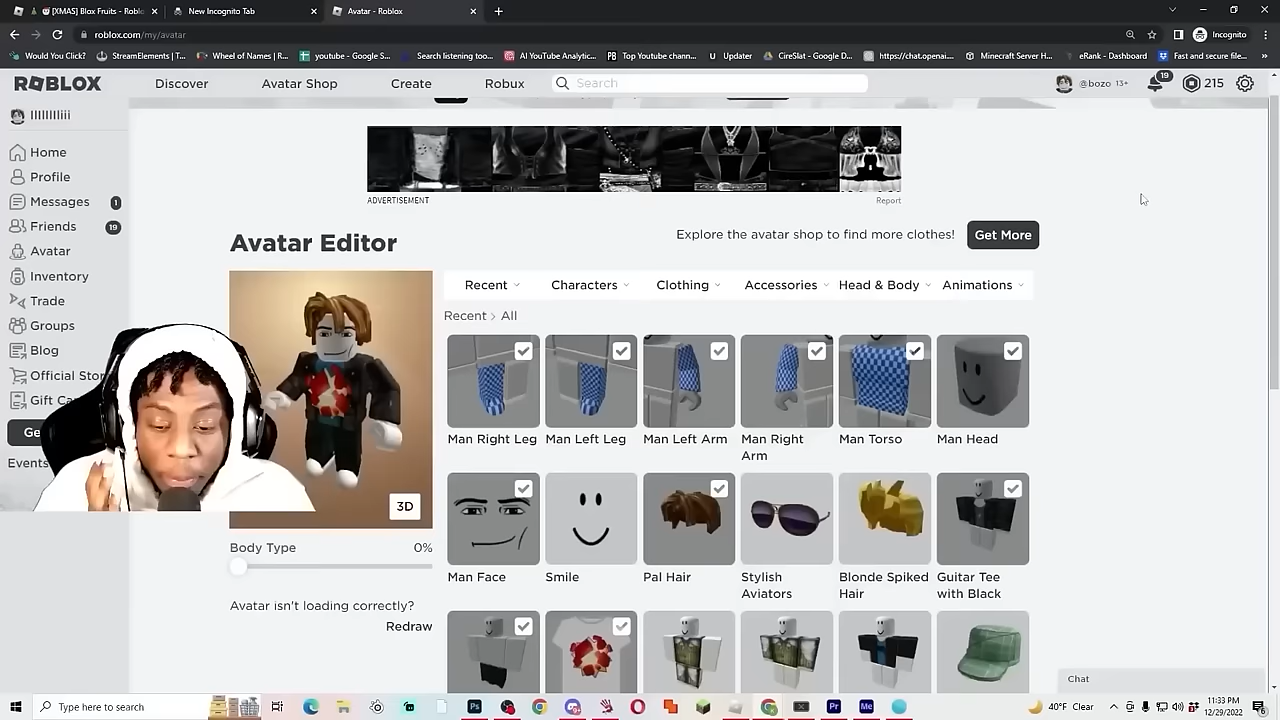 [XMAS] Blox Fruits - Robl
New Incognito Tab
Avatar - Roblox
roblox.com/my/avatar
Incognito
Would You Click?
StreamElements | T...
Wheel of Names | R...
youtube - Google S...
Search listing too...
AI YouTube Analytic...
Top Youtube chann...
Updater
CireSlat - Google D...
https://chat.openai...
Minecraft Server H...
eRank - Dashboard
Fast and secure file...
ROBLOX
Discover
Avatar Shop
Create
Robux
Search
@bozo 13+
19
215
Home
Profile
Messages
1
Friends
19
Avatar
Inventory
Trade
Groups
Blog
Official Stor
Gift Ca
Ge
Events
ADVERTISEMENT
Report
Avatar Editor
Explore the avatar shop to find more clothes!
Get More
Recent
Characters
Clothing
Accessories
Head & Body
Animations
Recent > All
3D
Man Right Leg
Man Left Leg
Man Left Arm
Man Right
Arm
Man Torso
Man Head
Man Face
Smile
Pal Hair
Stylish
Aviators
Blonde Spiked
Hair
Guitar Tee
with Black
Body Type
0%
Avatar isn't loading correctly?
Redraw
Chat
Type here to search
40°F Clear
11:33 PM
12/29/2022